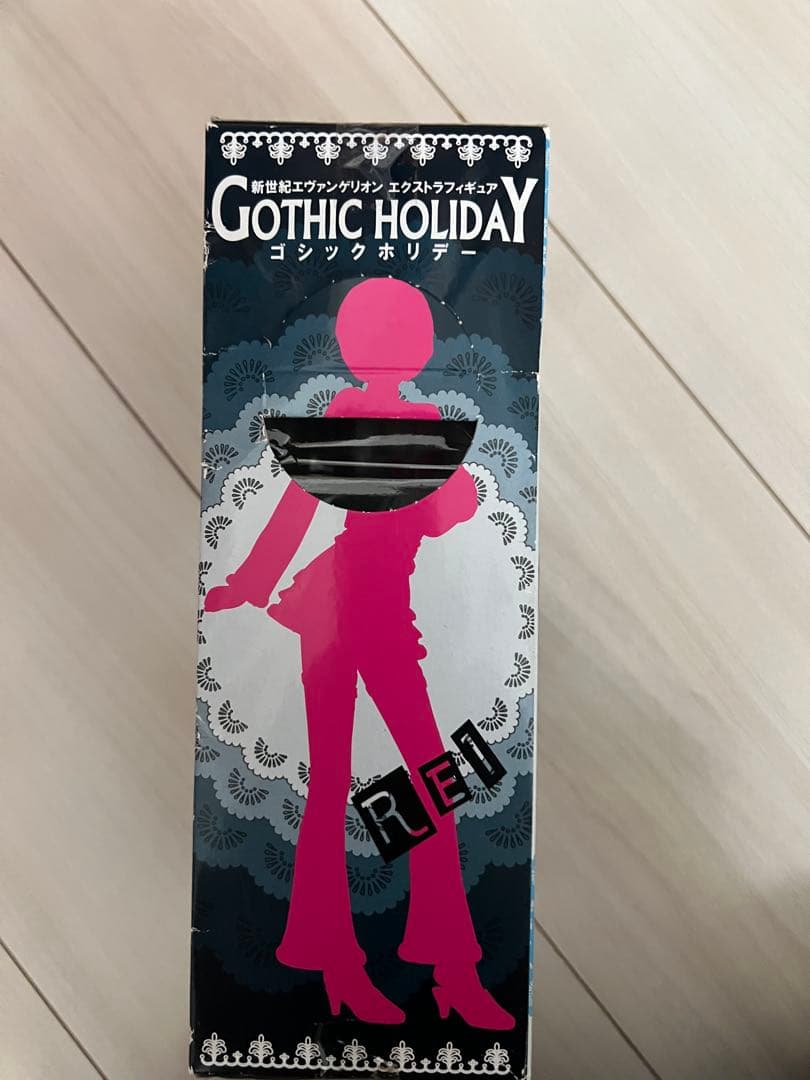 新世紀エヴァンゲリオン エクストラフィギュア
GOTHIC HOLIDAY
ゴシックホリデー
REI